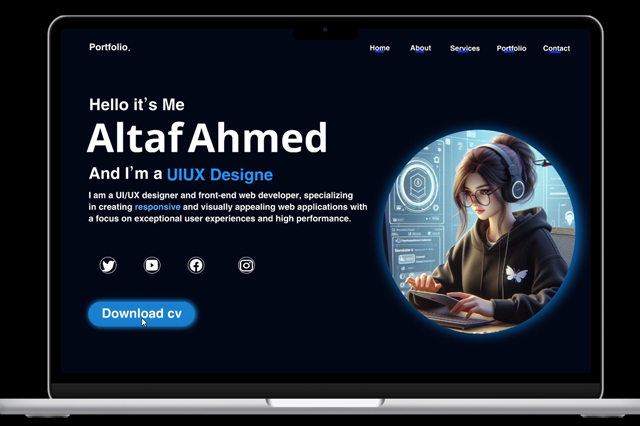 Portfolio.
Home About Services Portfolio Contact
Hello it's Me
Altaf Ahmed
And I'm a UIUX Designe
I am a UI/UX designer and front-end web developer, specializing
in creating responsive and visually appealing web applications with
a focus on exceptional user experiences and high performance.
Download cv